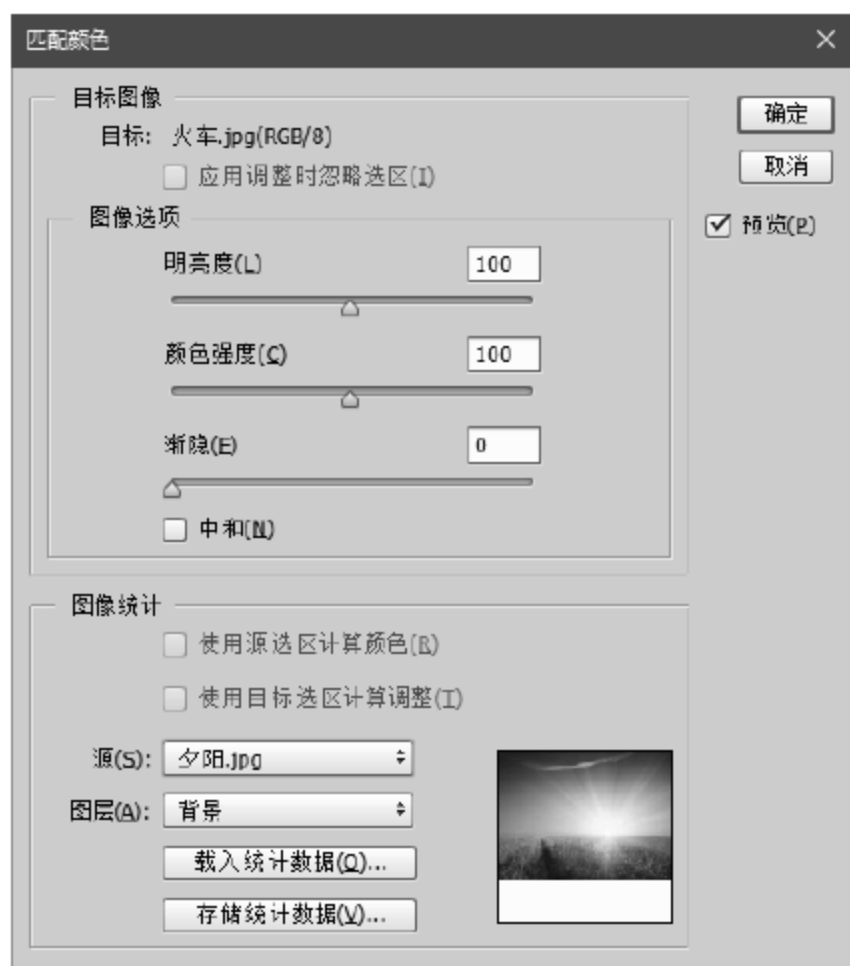 匹配颜色
目标图像
目标: 火车.jpg(RGB/8)
应用调整时忽略选区(I)
图像选项
明亮度(L) 100
颜色强度(C) 100
渐隐(E) 0
中和(N)
图像统计
使用源选区计算颜色(R)
使用目标选区计算调整(T)
源(S): 夕阳.jpg
图层(A): 背景
载入统计数据(O)...
存储统计数据(V)...
确定
取消
预览(P)